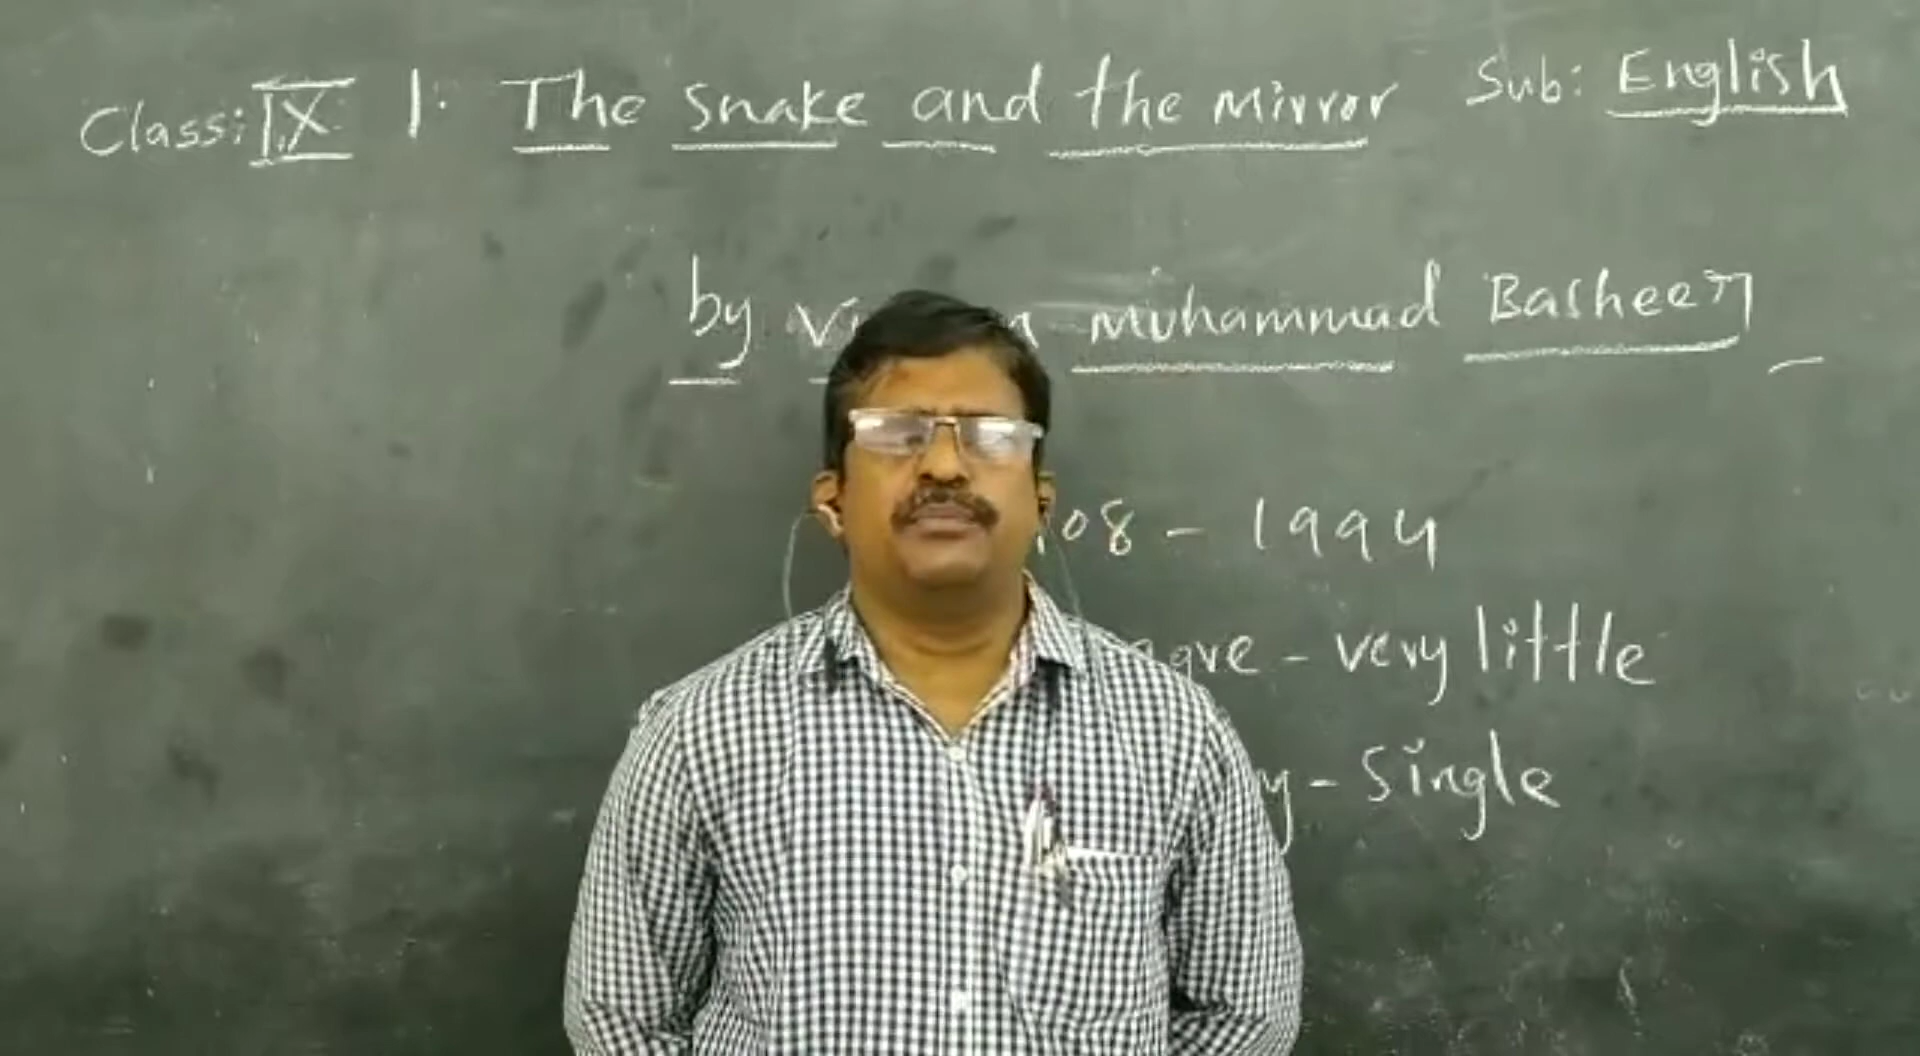 Class: IX 1. The Snake and the Mirror Sub: English
by Muhammad Basheer
08 - 1994
- very little
- Single